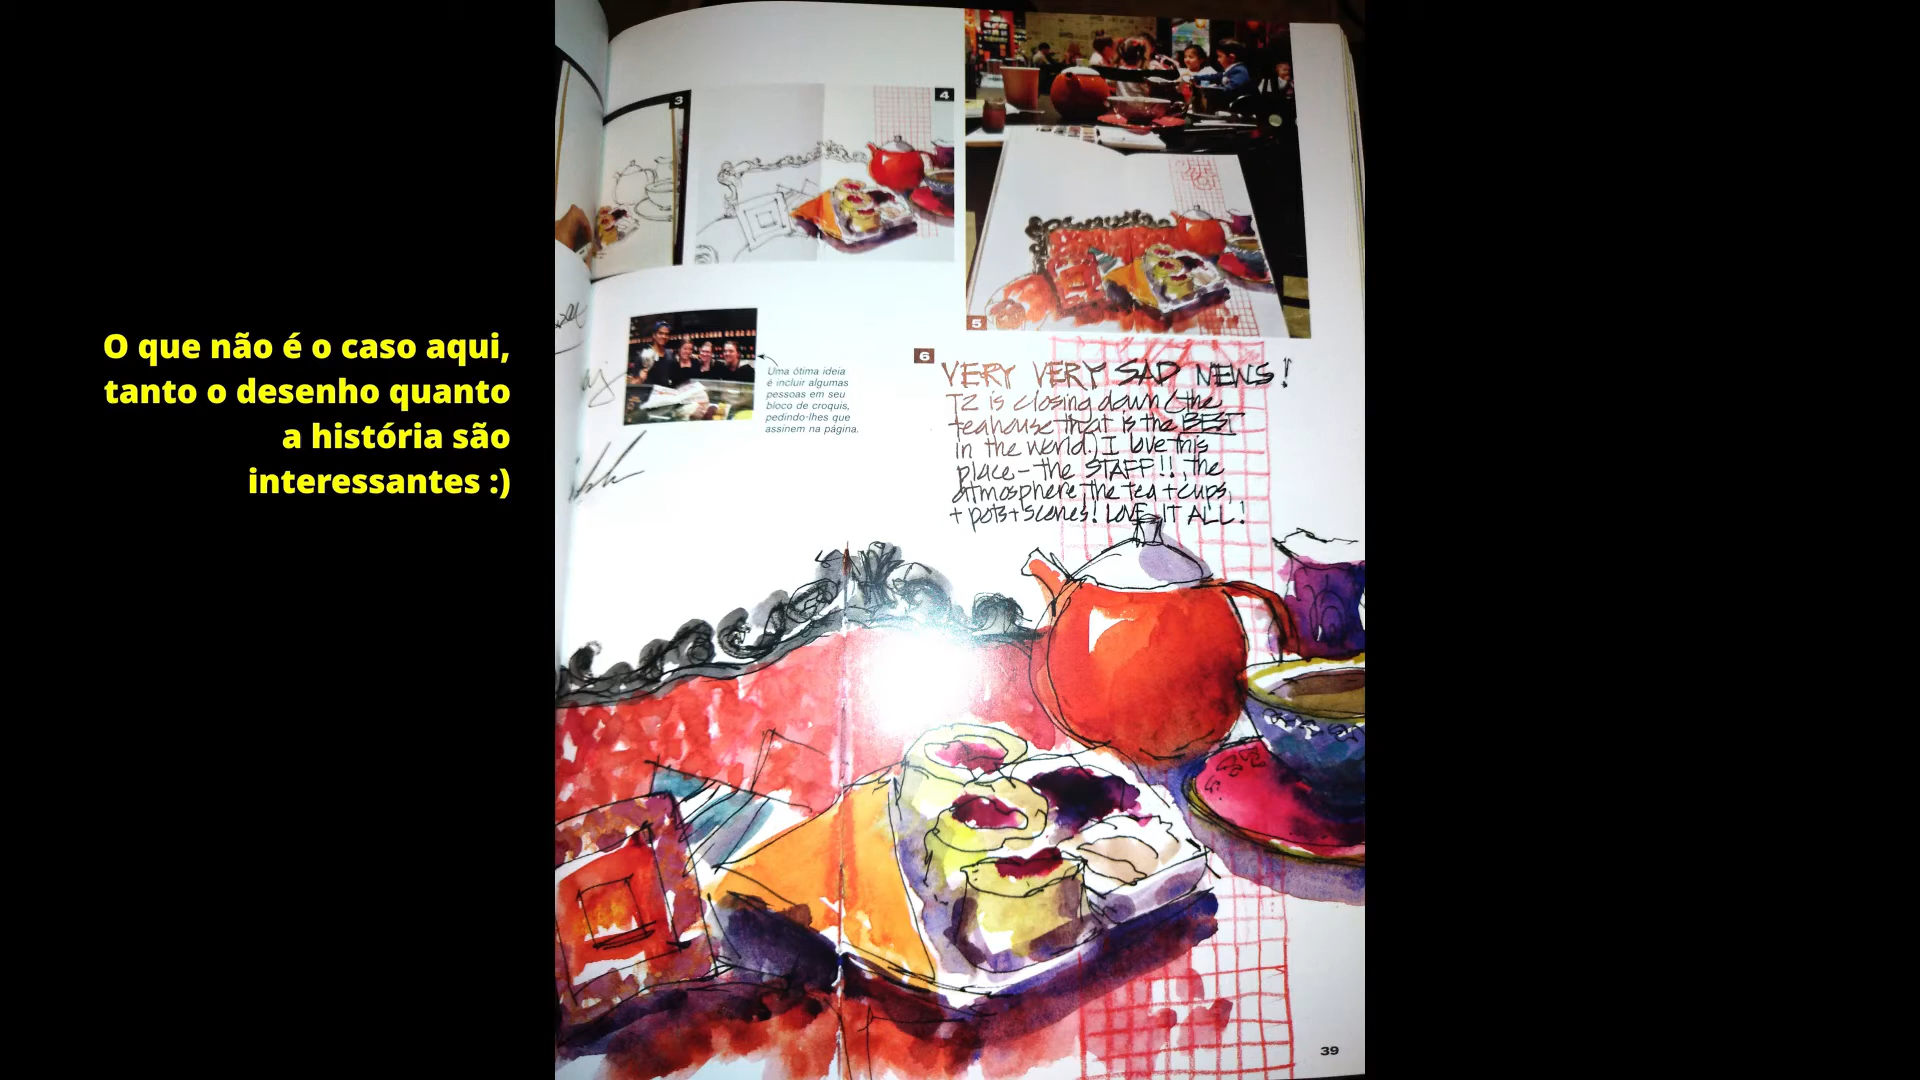 O que não é o caso aqui,
tanto o desenho quanto
a história são
interessantes :)
3
4
5
Uma ótima ideia
é incluir algumas
pessoas em seu
bloco de croquis,
pedindo-lhes que
assinem na página.
6
VERY VERY SAD NEWS!
T2 is closing down (the
teahouse that is the BEST
in the world.) I love this
place - the STAFF!!, the
atmosphere, the tea + cups,
+ pots + scones! LOVE IT ALL!
39